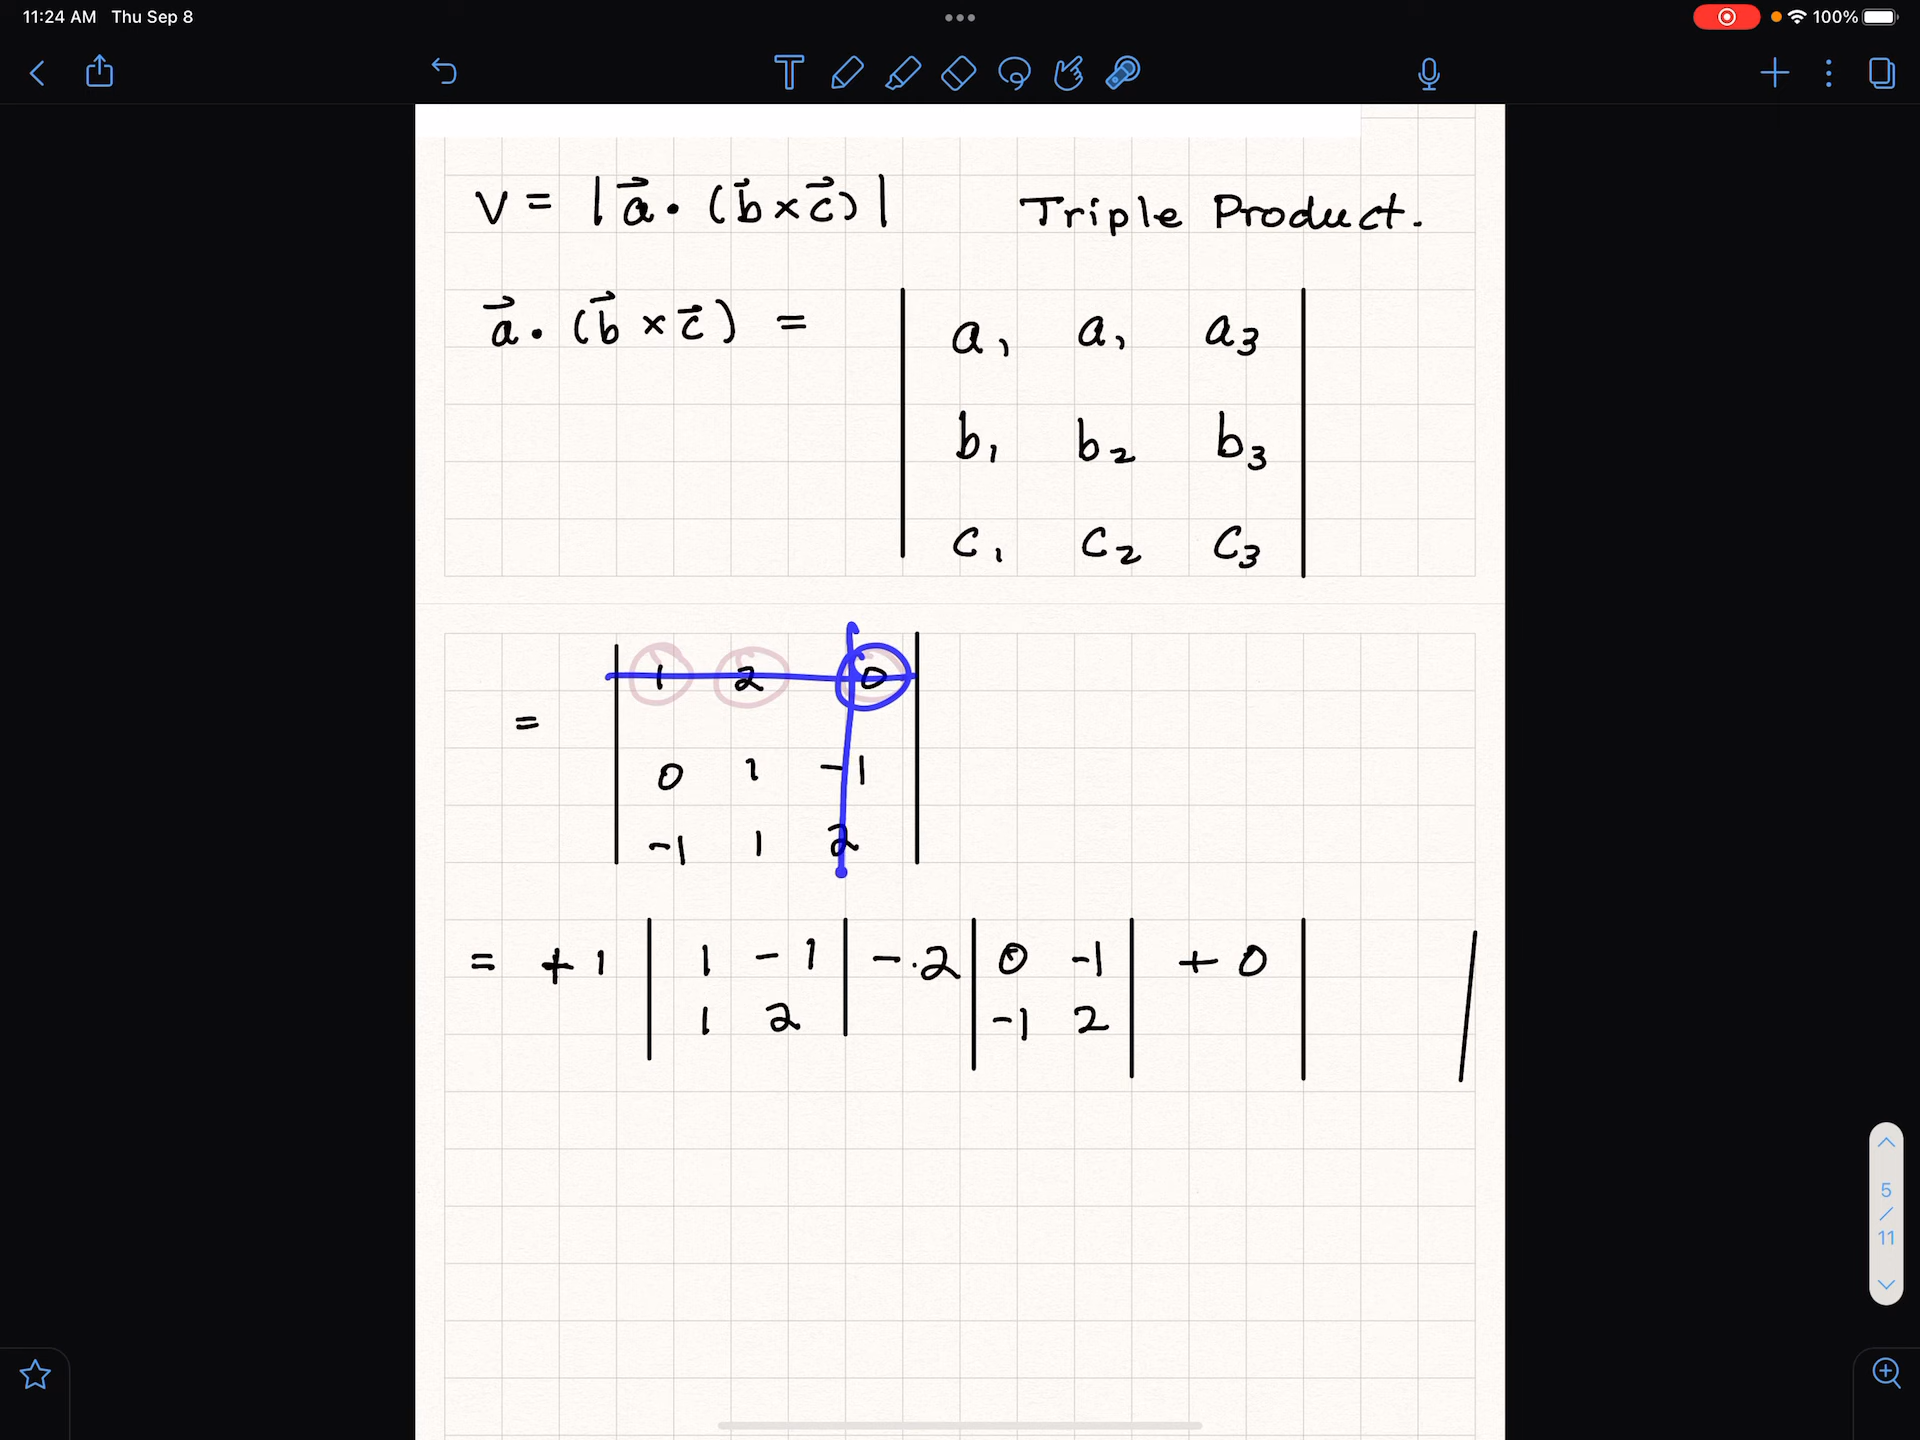 11:24 AM Thu Sep 8
100%
V = |a⃗ · (b⃗ × c⃗)| Triple Product.
a⃗ · (b⃗ × c⃗) = | a₁ a₁ a₃ |
| b₁ b₂ b₃ |
| c₁ c₂ c₃ |
= | 1 2 0 |
| 0 1 -1 |
| -1 1 2 |
= +1 | 1 -1 | -·2 | 0 -1 | + 0 | |
| 1 2 | | -1 2 |
5
/
11